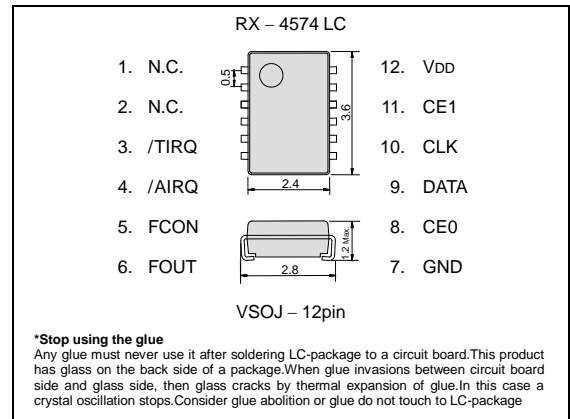 RX – 4574 LC
1. N.C.
2. N.C.
3. /TIRQ
4. /AIRQ
5. FCON
6. FOUT
0.5
3.6
2.4
1.2 Max.
2.8
12. VDD
11. CE1
10. CLK
9. DATA
8. CE0
7. GND
VSOJ – 12pin
*Stop using the glue
Any glue must never use it after soldering LC-package to a circuit board.This product
has glass on the back side of a package.When glue invasions between circuit board
side and glass side, then glass cracks by thermal expansion of glue.In this case a
crystal oscillation stops.Consider glue abolition or glue do not touch to LC-package